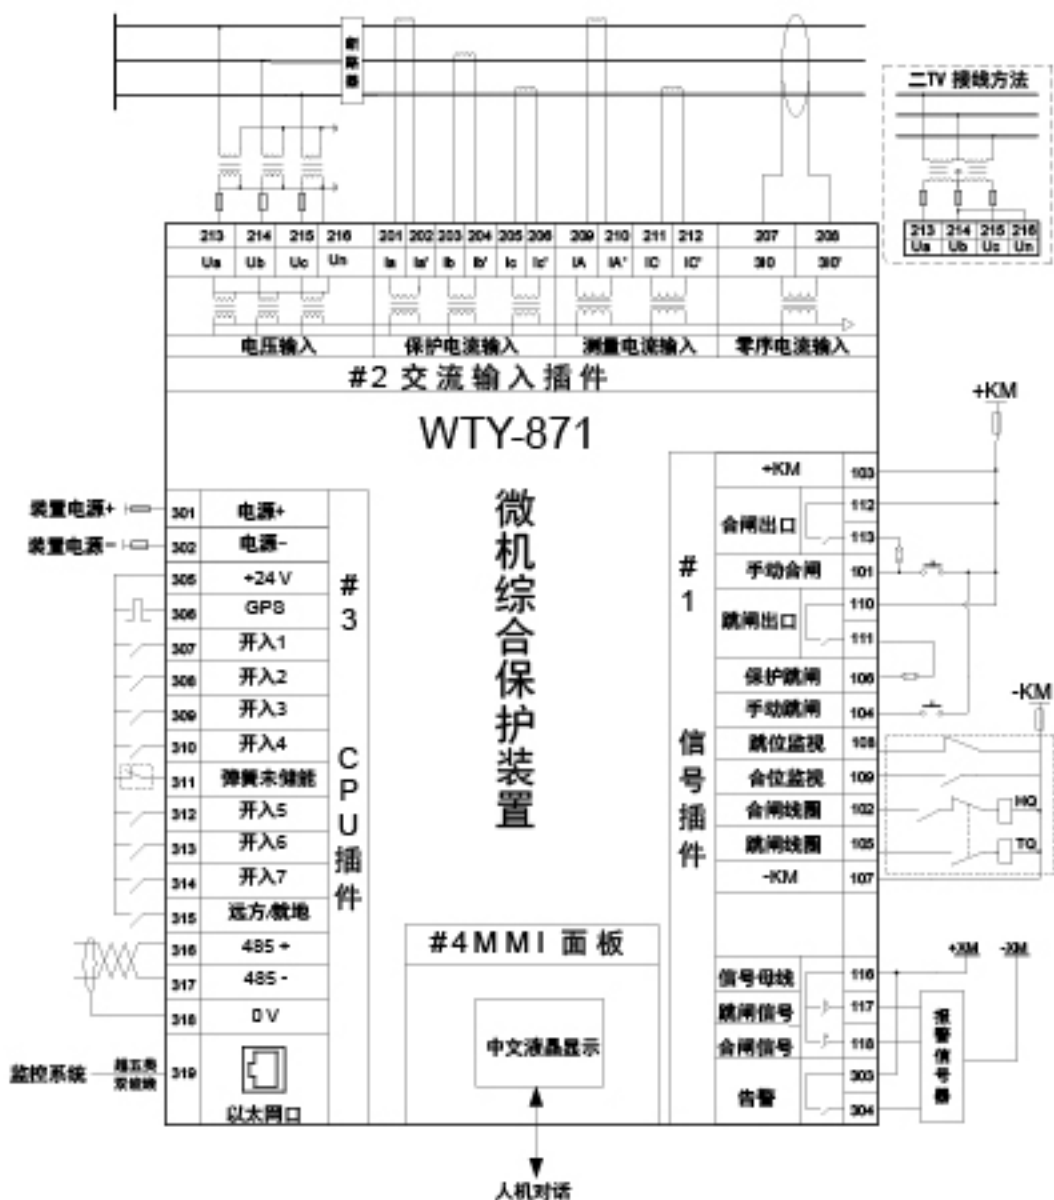 断路器
二TV 接线方法
213 214 215 216
Ua Ub Uc Un
213 214 215 216 201 202 203 204 205 206 209 210 211 212 207 208
Ua Ub Uc Un Ia Ia' Ib Ib' Ic Ic' IA IA' IC IC' 3I0 3I0'
电压输入 保护电流输入 测量电流输入 零序电流输入
#2 交流输入插件
WTY-871
微机综合保护装置
装置电源+ 301 电源+
装置电源- 302 电源-
305 +24V
306 GPS
307 开入1
308 开入2
309 开入3
310 开入4
311 弹簧未储能
312 开入5
313 开入6
314 开入7
315 远方/就地
316 485 +
317 485 -
318 0V
监控系统 超五类
双绞线 319
以太网口
#3 CPU插件
#4MMI 面板
中文液晶显示
人机对话
#1 信号插件
+KM
+KM 103
合闸出口 112
113
手动合闸 101
跳闸出口 110
111
保护跳闸 106
手动跳闸 104
-KM
跳位监视 108
合位监视 109
合闸线圈 102 HQ
跳闸线圈 105 TQ
-KM 107
+XM -XM
信号母线 116
跳闸信号 117
合闸信号 118
告警 303
304
报警信号器